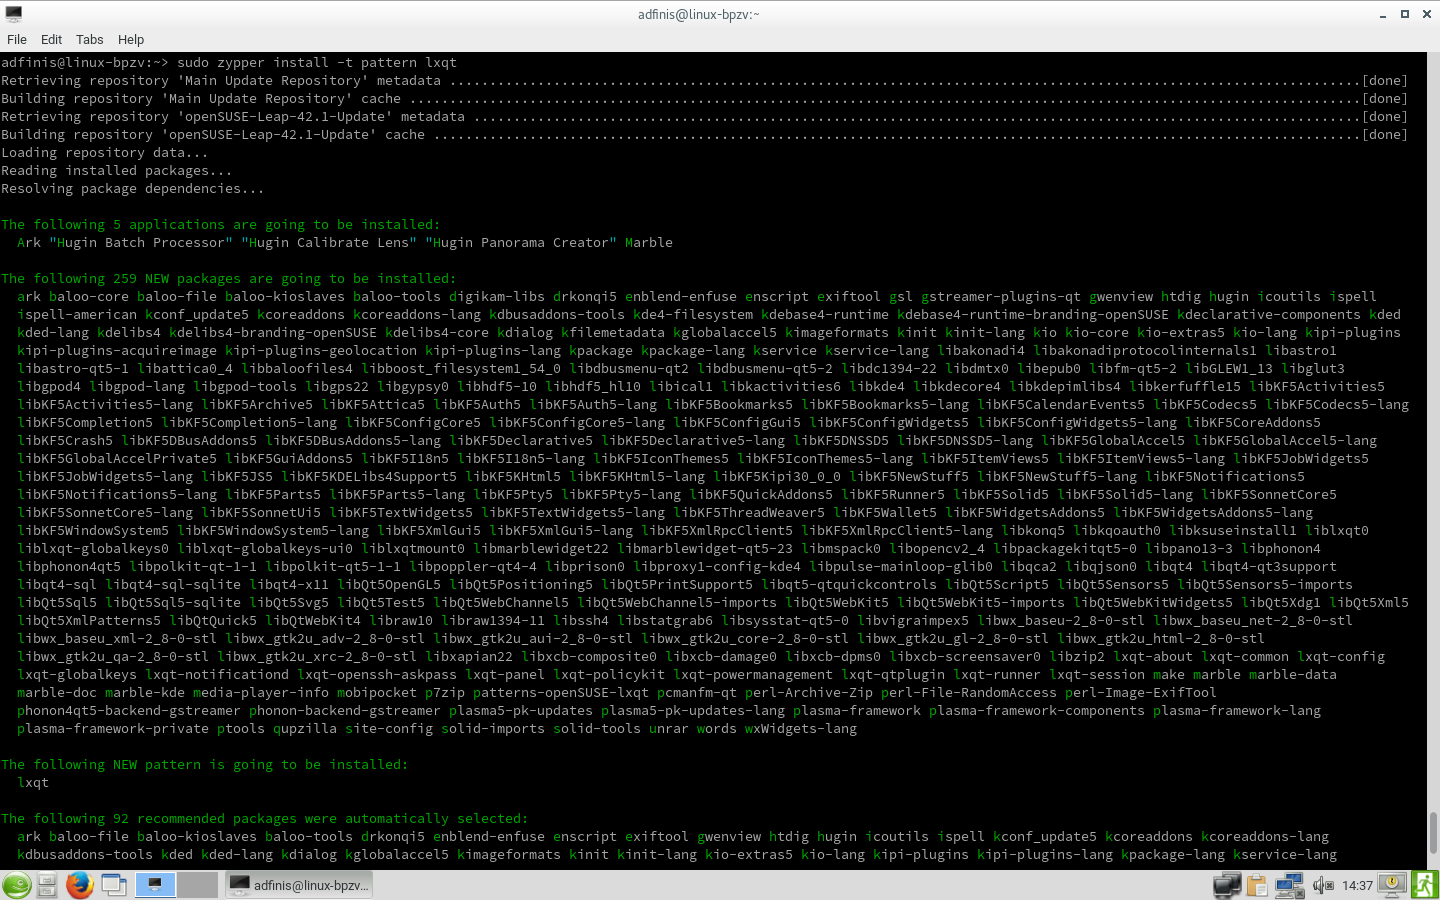 adfinis@linux-bpzv:~
File Edit Tabs Help
adfinis@linux-bpzv:~> sudo zypper install -t pattern lxqt
Retrieving repository 'Main Update Repository' metadata ..................................................................................................................[done]
Building repository 'Main Update Repository' cache .......................................................................................................................[done]
Retrieving repository 'openSUSE-Leap-42.1-Update' metadata ...............................................................................................................[done]
Building repository 'openSUSE-Leap-42.1-Update' cache ....................................................................................................................[done]
Loading repository data...
Reading installed packages...
Resolving package dependencies...
The following 5 applications are going to be installed:
Ark "Hugin Batch Processor" "Hugin Calibrate Lens" "Hugin Panorama Creator" Marble
The following 259 NEW packages are going to be installed:
ark baloo-core baloo-file baloo-kioslaves baloo-tools digikam-libs drkonqi5 enblend-enfuse enscript exiftool gsl gstreamer-plugins-qt gwenview htdig hugin icoutils ispell
ispell-american kconf_update5 kcoreaddons kcoreaddons-lang kdbusaddons-tools kde4-filesystem kdebase4-runtime kdebase4-runtime-branding-openSUSE kdeclarative-components kded
kded-lang kdelibs4 kdelibs4-branding-openSUSE kdelibs4-core kdialog kfilemetadata kglobalaccel5 kimageformats kinit kinit-lang kio kio-core kio-extras5 kio-lang kipi-plugins
kipi-plugins-acquireimage kipi-plugins-geolocation kipi-plugins-lang kpackage kpackage-lang kservice kservice-lang libakonadi4 libakonadiprotocolinternals1 libastro1
libastro-qt5-1 libattica0_4 libbaloofiles4 libboost_filesystem1_54_0 libdbusmenu-qt2 libdbusmenu-qt5-2 libdc1394-22 libdmtx0 libepub0 libfm-qt5-2 libGLEW1_13 libglut3
libgpod4 libgpod-lang libgpod-tools libgps22 libgypsy0 libhdf5-10 libhdf5_hl10 libical1 libkactivities6 libkde4 libkdecore4 libkdepimlibs4 libkerfuffle15 libKF5Activities5
libKF5Activities5-lang libKF5Archive5 libKF5Attica5 libKF5Auth5 libKF5Auth5-lang libKF5Bookmarks5 libKF5Bookmarks5-lang libKF5CalendarEvents5 libKF5Codecs5 libKF5Codecs5-lang
libKF5Completion5 libKF5Completion5-lang libKF5ConfigCore5 libKF5ConfigCore5-lang libKF5ConfigGui5 libKF5ConfigWidgets5 libKF5ConfigWidgets5-lang libKF5CoreAddons5
libKF5Crash5 libKF5DBusAddons5 libKF5DBusAddons5-lang libKF5Declarative5 libKF5Declarative5-lang libKF5DNSSD5 libKF5DNSSD5-lang libKF5GlobalAccel5 libKF5GlobalAccel5-lang
libKF5GlobalAccelPrivate5 libKF5GuiAddons5 libKF5I18n5 libKF5I18n5-lang libKF5IconThemes5 libKF5IconThemes5-lang libKF5ItemViews5 libKF5ItemViews5-lang libKF5JobWidgets5
libKF5JobWidgets5-lang libKF5JS5 libKF5KDELibs4Support5 libKF5KHtml5 libKF5KHtml5-lang libKF5Kipi30_0_0 libKF5NewStuff5 libKF5NewStuff5-lang libKF5Notifications5
libKF5Notifications5-lang libKF5Parts5 libKF5Parts5-lang libKF5Pty5 libKF5Pty5-lang libKF5QuickAddons5 libKF5Runner5 libKF5Solid5 libKF5Solid5-lang libKF5SonnetCore5
libKF5SonnetCore5-lang libKF5SonnetUi5 libKF5TextWidgets5 libKF5TextWidgets5-lang libKF5ThreadWeaver5 libKF5Wallet5 libKF5WidgetsAddons5 libKF5WidgetsAddons5-lang
libKF5WindowSystem5 libKF5WindowSystem5-lang libKF5XmlGui5 libKF5XmlGui5-lang libKF5XmlRpcClient5 libKF5XmlRpcClient5-lang libkonq5 libkqoauth0 libksuseinstall1 liblxqt0
liblxqt-globalkeys0 liblxqt-globalkeys-ui0 liblxqtmount0 libmarblewidget22 libmarblewidget-qt5-23 libmspack0 libopencv2_4 libpackagekitqt5-0 libpano13-3 libphonon4
libphonon4qt5 libpolkit-qt-1-1 libpolkit-qt5-1-1 libpoppler-qt4-4 libprison0 libproxy1-config-kde4 libpulse-mainloop-glib0 libqca2 libqjson0 libqt4 libqt4-qt3support
libqt4-sql libqt4-sql-sqlite libqt4-x11 libQt5OpenGL5 libQt5Positioning5 libQt5PrintSupport5 libqt5-qtquickcontrols libQt5Script5 libQt5Sensors5 libQt5Sensors5-imports
libQt5Sql5 libQt5Sql5-sqlite libQt5Svg5 libQt5Test5 libQt5WebChannel5 libQt5WebChannel5-imports libQt5WebKit5 libQt5WebKit5-imports libQt5WebKitWidgets5 libQt5Xdg1 libQt5Xml5
libQt5XmlPatterns5 libQtQuick5 libQtWebKit4 libraw10 libraw1394-11 libssh4 libstatgrab6 libsysstat-qt5-0 libvigraimpex5 libwx_baseu-2_8-0-stl libwx_baseu_net-2_8-0-stl
libwx_baseu_xml-2_8-0-stl libwx_gtk2u_adv-2_8-0-stl libwx_gtk2u_aui-2_8-0-stl libwx_gtk2u_core-2_8-0-stl libwx_gtk2u_gl-2_8-0-stl libwx_gtk2u_html-2_8-0-stl
libwx_gtk2u_qa-2_8-0-stl libwx_gtk2u_xrc-2_8-0-stl libxapian22 libxcb-composite0 libxcb-damage0 libxcb-dpms0 libxcb-screensaver0 libzip2 lxqt-about lxqt-common lxqt-config
lxqt-globalkeys lxqt-notificationd lxqt-openssh-askpass lxqt-panel lxqt-policykit lxqt-powermanagement lxqt-qtplugin lxqt-runner lxqt-session make marble marble-data
marble-doc marble-kde media-player-info mobipocket p7zip patterns-openSUSE-lxqt pcmanfm-qt perl-Archive-Zip perl-File-RandomAccess perl-Image-ExifTool
phonon4qt5-backend-gstreamer phonon-backend-gstreamer plasma5-pk-updates plasma5-pk-updates-lang plasma-framework plasma-framework-components plasma-framework-lang
plasma-framework-private ptools qupzilla site-config solid-imports solid-tools unrar words wxWidgets-lang
The following NEW pattern is going to be installed:
lxqt
The following 92 recommended packages were automatically selected:
ark baloo-file baloo-kioslaves baloo-tools drkonqi5 enblend-enfuse enscript exiftool gwenview htdig hugin icoutils ispell kconf_update5 kcoreaddons kcoreaddons-lang
kdbusaddons-tools kded kded-lang kdialog kglobalaccel5 kimageformats kinit kinit-lang kio-extras5 kio-lang kipi-plugins kipi-plugins-lang kpackage-lang kservice-lang
adfinis@linux-bpzv...
14:37